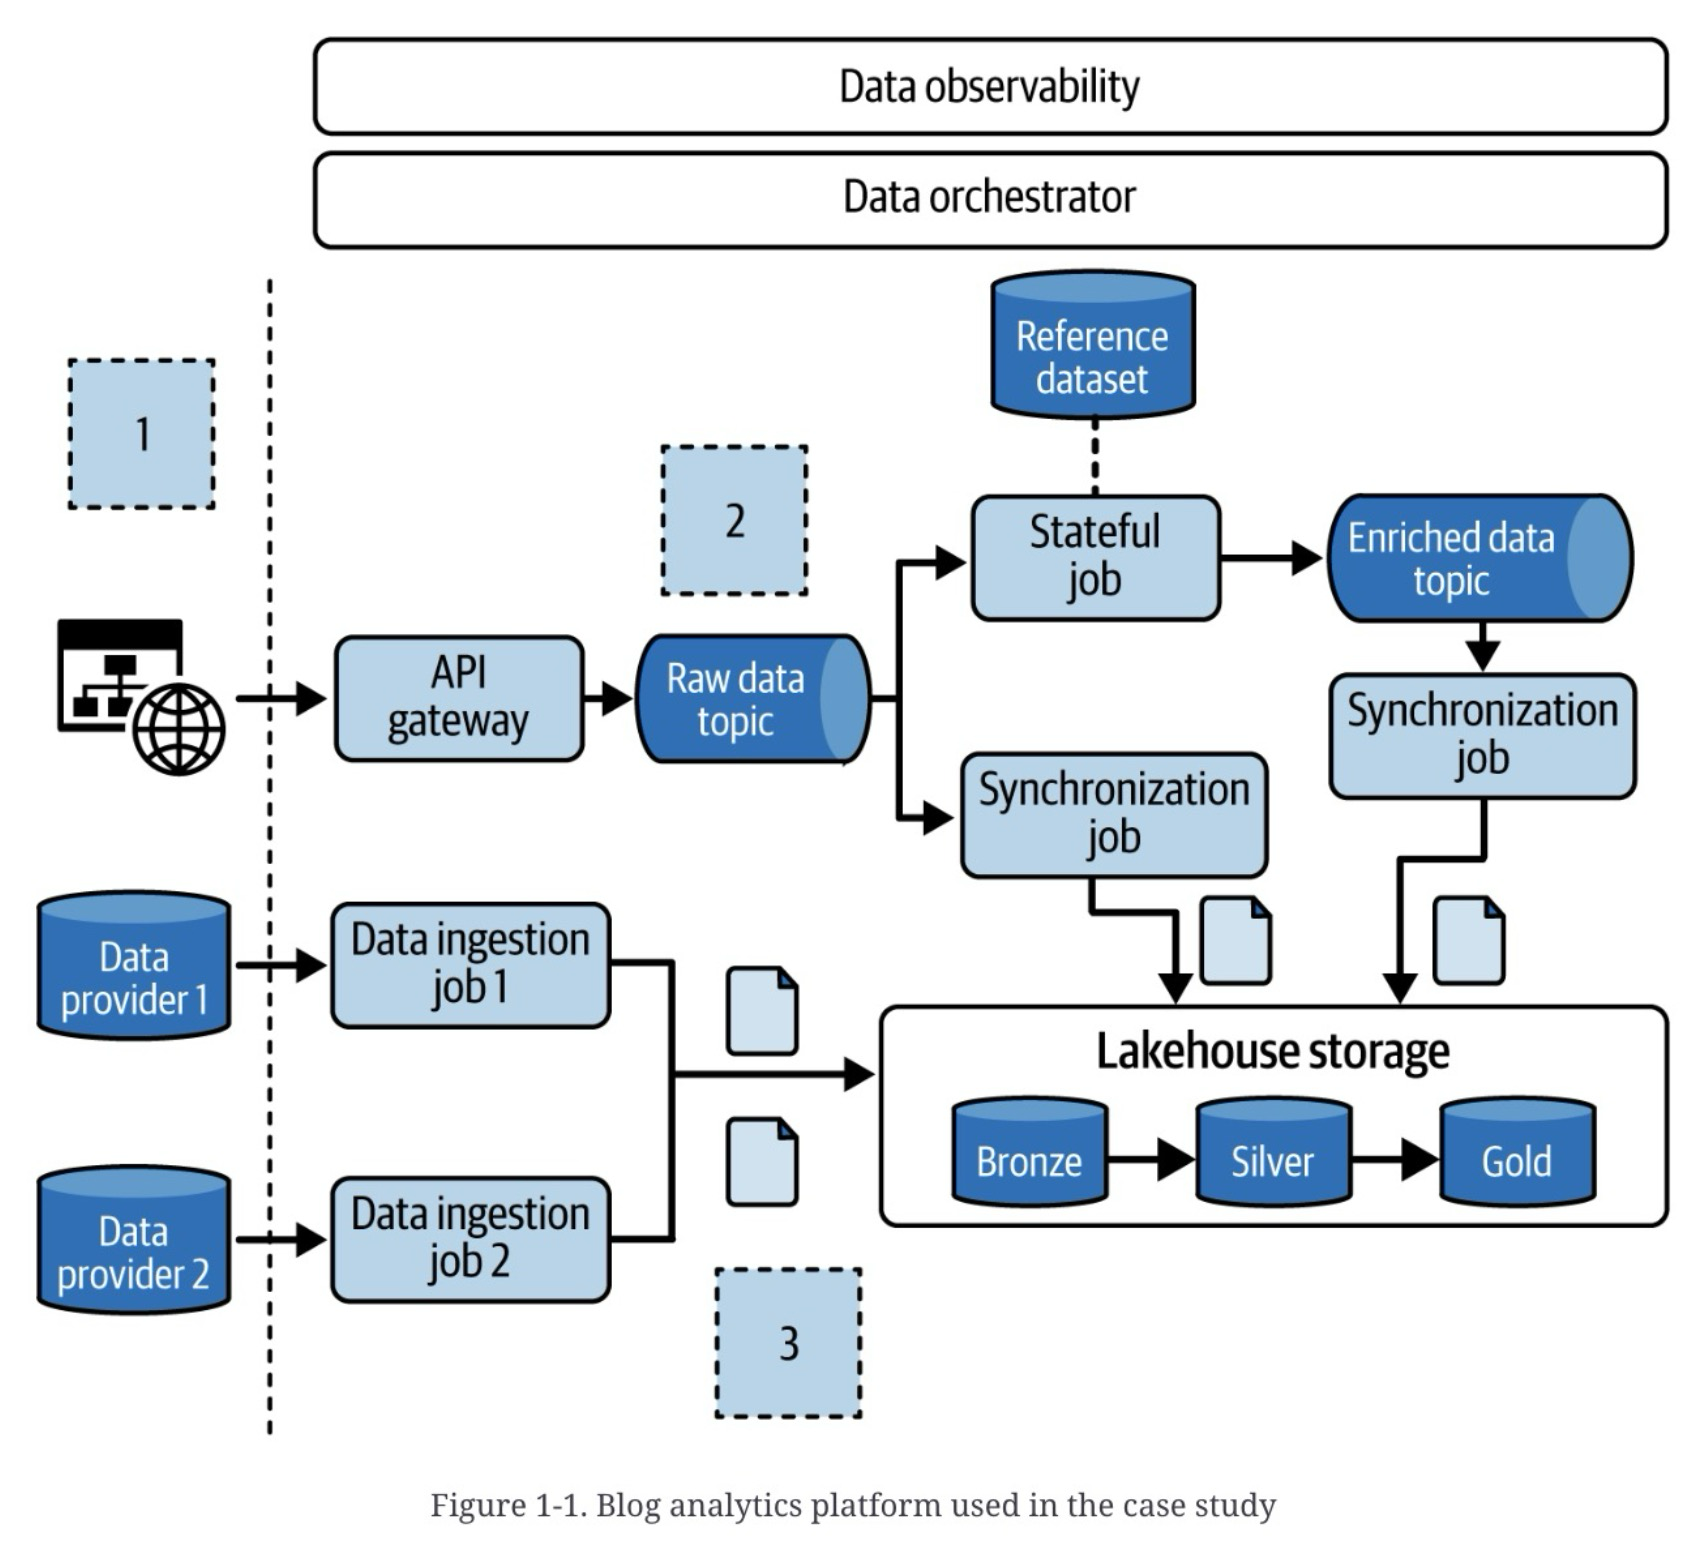 Data observability
Data orchestrator
Reference
dataset
1
2
Stateful
job
Enriched data
topic
API
gateway
Raw data
topic
Synchronization
job
Synchronization
job
Data
provider 1
Data ingestion
job 1
Lakehouse storage
Bronze
Silver
Gold
Data
provider 2
Data ingestion
job 2
3
Figure 1-1. Blog analytics platform used in the case study